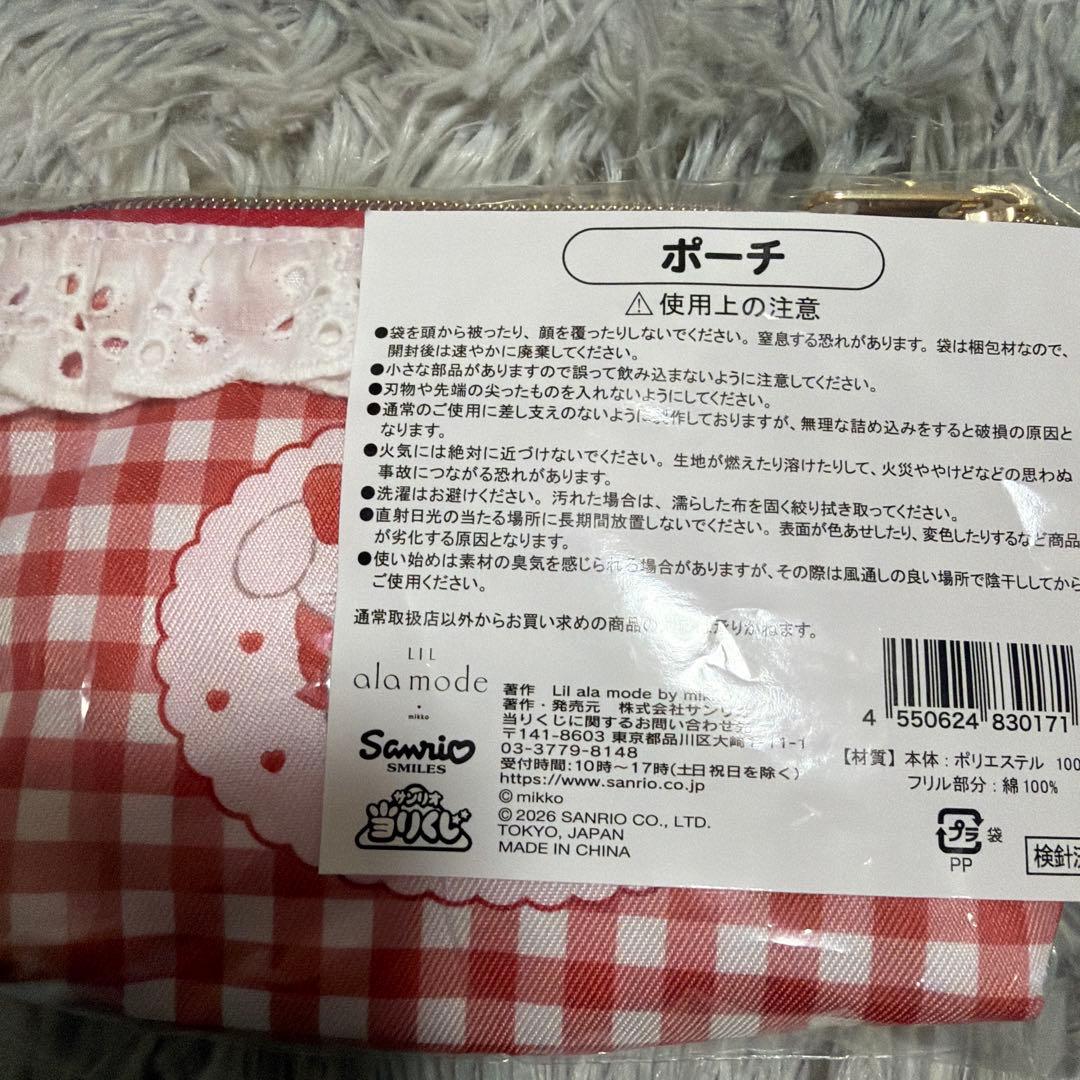 ポーチ
⚠使用上の注意
●袋を頭から被ったり、顔を覆ったりしないでください。窒息する恐れがあります。袋は梱包材なので、
開封後は速やかに廃棄してください。
●小さな部品がありますので誤って飲み込まないように注意してください。
●刃物や先端の尖ったものを入れないようにしてください。
●通常のご使用に差し支えのないように製作しておりますが、無理な詰め込みをすると破損の原因と
なります。
●火気には絶対に近づけないでください。生地が燃えたり溶けたりして、火災ややけどなどの思わぬ
事故につながる恐れがあります。
●洗濯はお避けください。汚れた場合は、濡らした布を固く絞り拭き取ってください。
●直射日光の当たる場所に長期間放置しないでください。表面が色あせしたり、変色したりするなど商品
が劣化する原因となります。
●使い始めは素材の臭気を感じられる場合がありますが、その際は風通しの良い場所で陰干ししてから
ご使用ください。
通常取扱店以外からお買い求めの商品の
りかねます。
LIL
ala mode
mikko
Sanrio
SMILES
サンリオ
当りくじ
著作 Lil ala mode by
著作・発売元 株式会社サンリ
当りくじに関するお問い合わせ先
〒141-8603 東京都品川区大崎 11-1
03-3779-8148
受付時間:10時~17時(土日祝日を除く)
https://www.sanrio.co.jp
©mikko
©2026 SANRIO CO., LTD.
TOKYO, JAPAN
MADE IN CHINA
4 550624 830171
【材質】本体:ポリエステル 100
フリル部分:綿100%
プラ 袋
PP
検針済